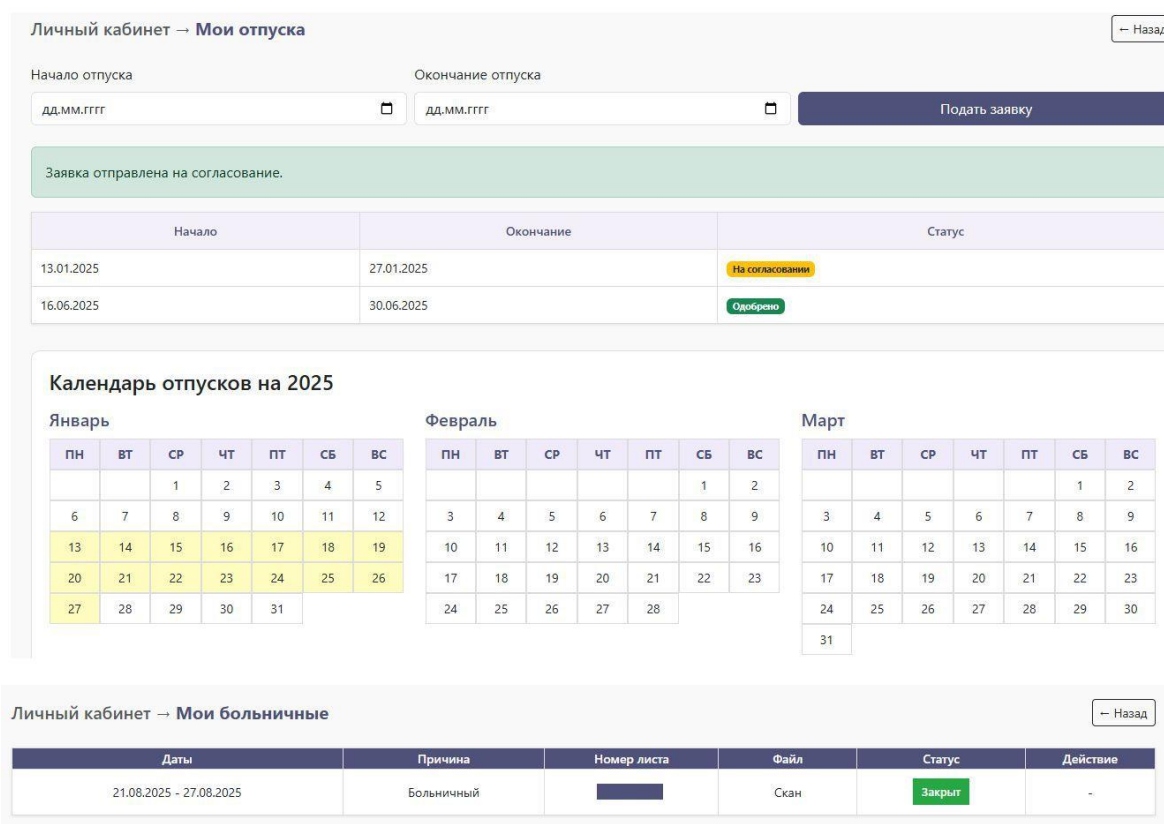 Личный кабинет → Мои отпуска ← Назад
Начало отпуска Окончание отпуска
дд.мм.гггг дд.мм.гггг Подать заявку
Заявка отправлена на согласование.
Начало Окончание Статус
13.01.2025 27.01.2025 На согласовании
16.06.2025 30.06.2025 Одобрено
Календарь отпусков на 2025
Январь Февраль Март
ПН ВТ СР ЧТ ПТ СБ ВС ПН ВТ СР ЧТ ПТ СБ ВС ПН ВТ СР ЧТ ПТ СБ ВС
1 2 3 4 5 1 2 1 2
6 7 8 9 10 11 12 3 4 5 6 7 8 9 3 4 5 6 7 8 9
13 14 15 16 17 18 19 10 11 12 13 14 15 16 10 11 12 13 14 15 16
20 21 22 23 24 25 26 17 18 19 20 21 22 23 17 18 19 20 21 22 23
27 28 29 30 31 24 25 26 27 28 24 25 26 27 28 29 30
31
Личный кабинет → Мои больничные ← Назад
Даты Причина Номер листа Файл Статус Действие
21.08.2025 - 27.08.2025 Больничный Скан Закрыт -